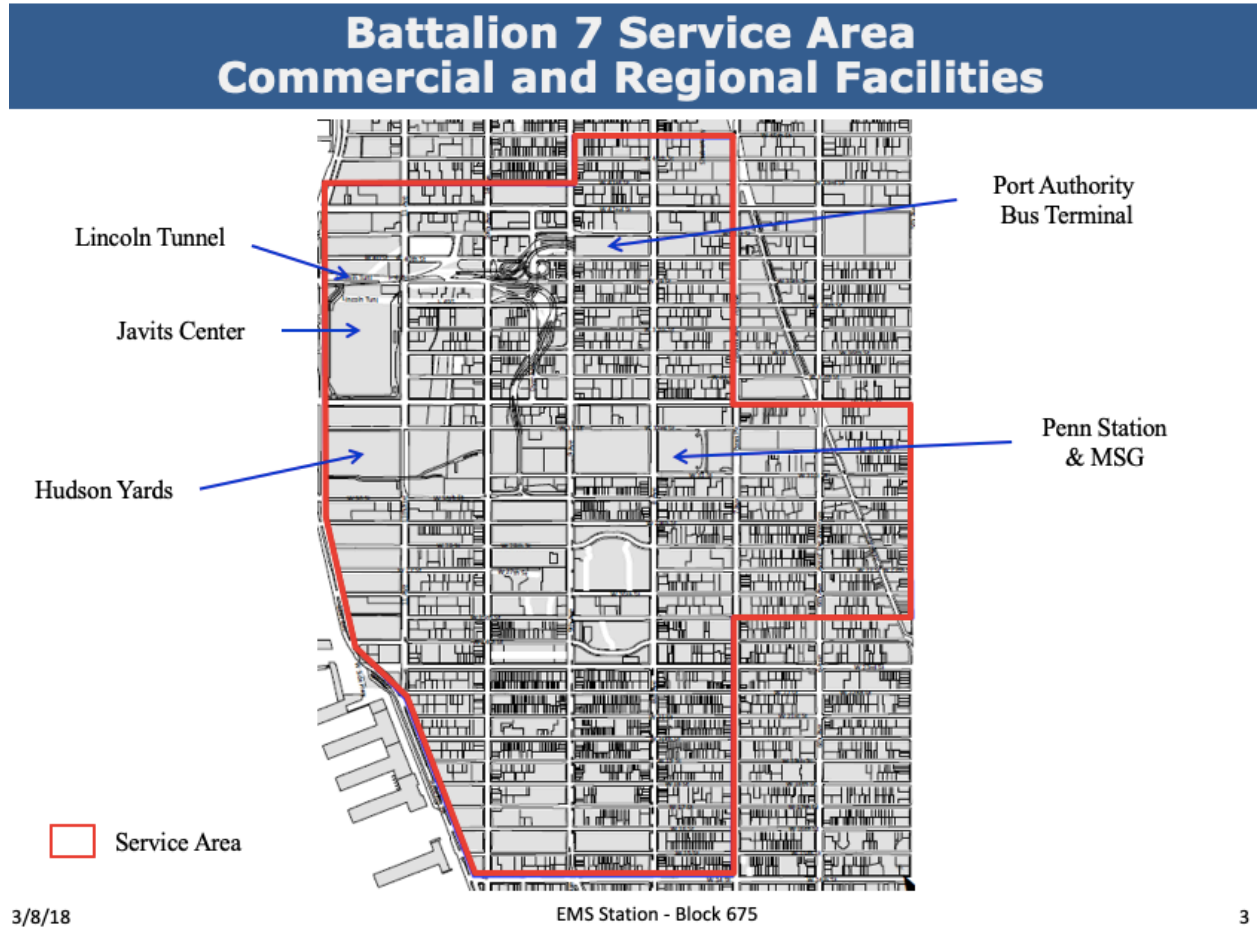 Battalion 7 Service Area
Commercial and Regional Facilities
Port Authority
Bus Terminal
Lincoln Tunnel
Javits Center
Penn Station
& MSG
Hudson Yards
Service Area
3/8/18
EMS Station - Block 675
3